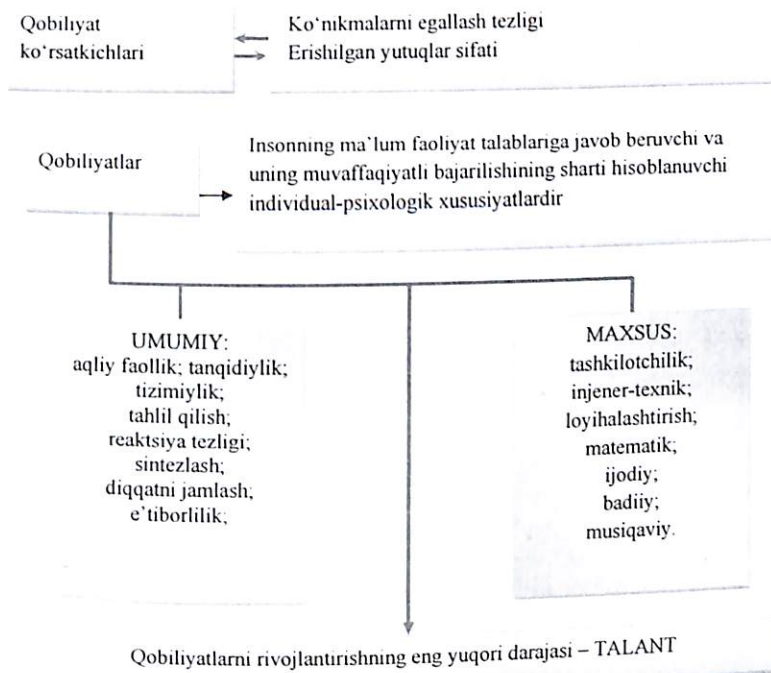 Qobiliyat
ko‘rsatkichlari
Ko‘nikmalarni egallash tezligi
Erishilgan yutuqlar sifati
Qobiliyatlar
Insonning ma`lum faoliyat talablariga javob beruvchi va
uning muvaffaqiyatli bajarilishining sharti hisoblanuvchi
individual-psixologik xususiyatlardir
UMUMIY:
aqliy faollik; tanqidiylik;
tizimiylik;
tahlil qilish;
reaktsiya tezligi;
sintezlash;
diqqatni jamlash;
e’tiborlilik;
MAXSUS:
tashkilotchilik;
injener-texnik;
loyihalashtirish;
matematik;
ijodiy;
badiiy;
musiqaviy.
Qobiliyatlarni rivojlantirishning eng yuqori darajasi – TALANT